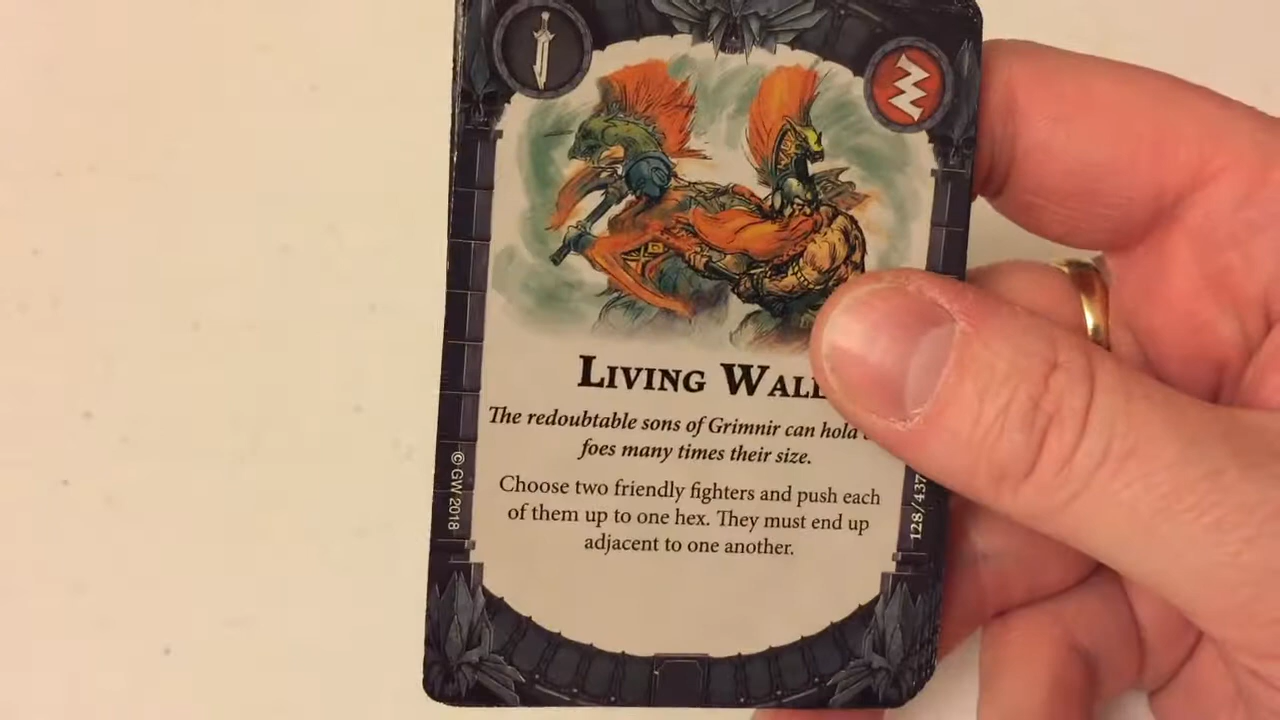 LIVING WALL
The redoubtable sons of Grimnir can hold
foes many times their size.
Choose two friendly fighters and push each
of them up to one hex. They must end up
adjacent to one another.
© GW 2018
128/437